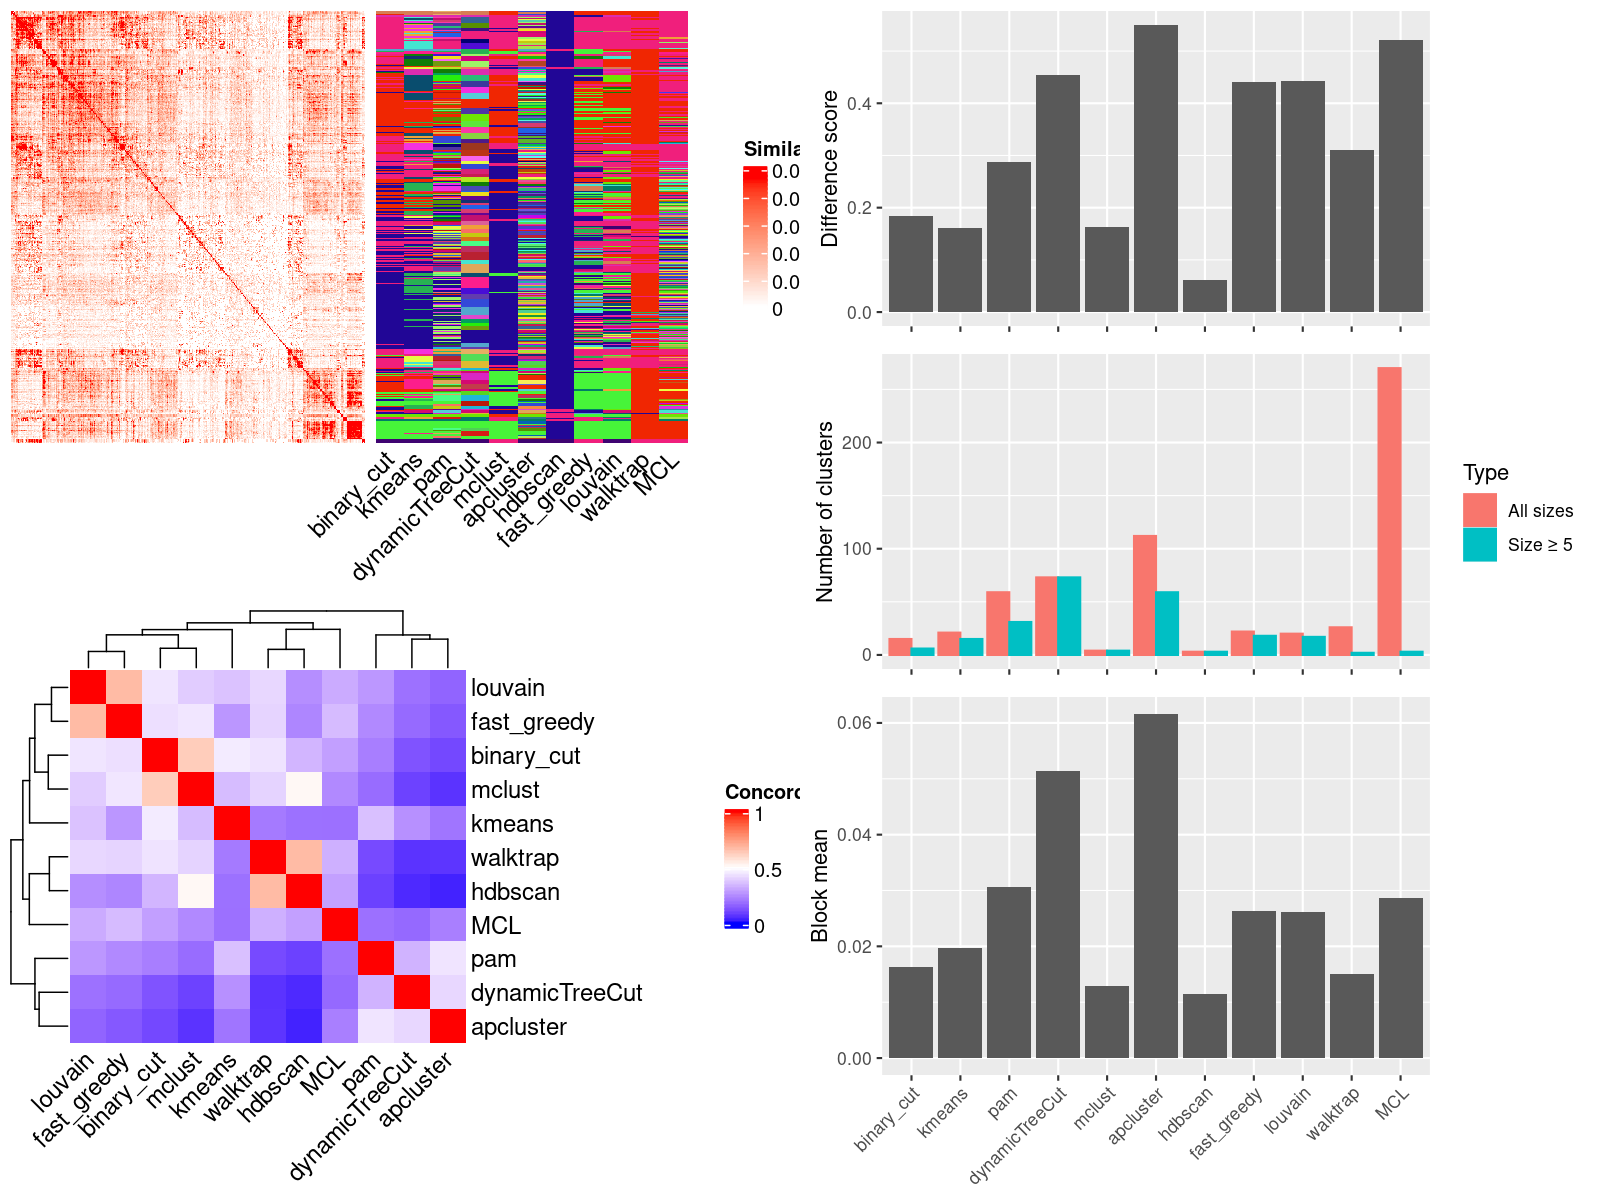 Simila
0.0
0.0
0.0
0.0
0
binary_cut
kmeans
pam
dynamicTreeCut
mclust
apcluster
hdbscan
fast_greedy
louvain
walktrap
MCL
louvain
fast_greedy
binary_cut
mclust
kmeans
walktrap
hdbscan
MCL
pam
dynamicTreeCut
apcluster
louvain
fast_greedy
binary_cut
mclust
kmeans
walktrap
hdbscan
MCL
pam
dynamicTreeCut
apcluster
Concord
1
0.5
0
Difference score
0.4
0.2
0.0
Number of clusters
200
100
0
Type
All sizes
Size ≥ 5
Block mean
0.06
0.04
0.02
0.00
binary_cut
kmeans
pam
dynamicTreeCut
mclust
apcluster
hdbscan
fast_greedy
louvain
walktrap
MCL